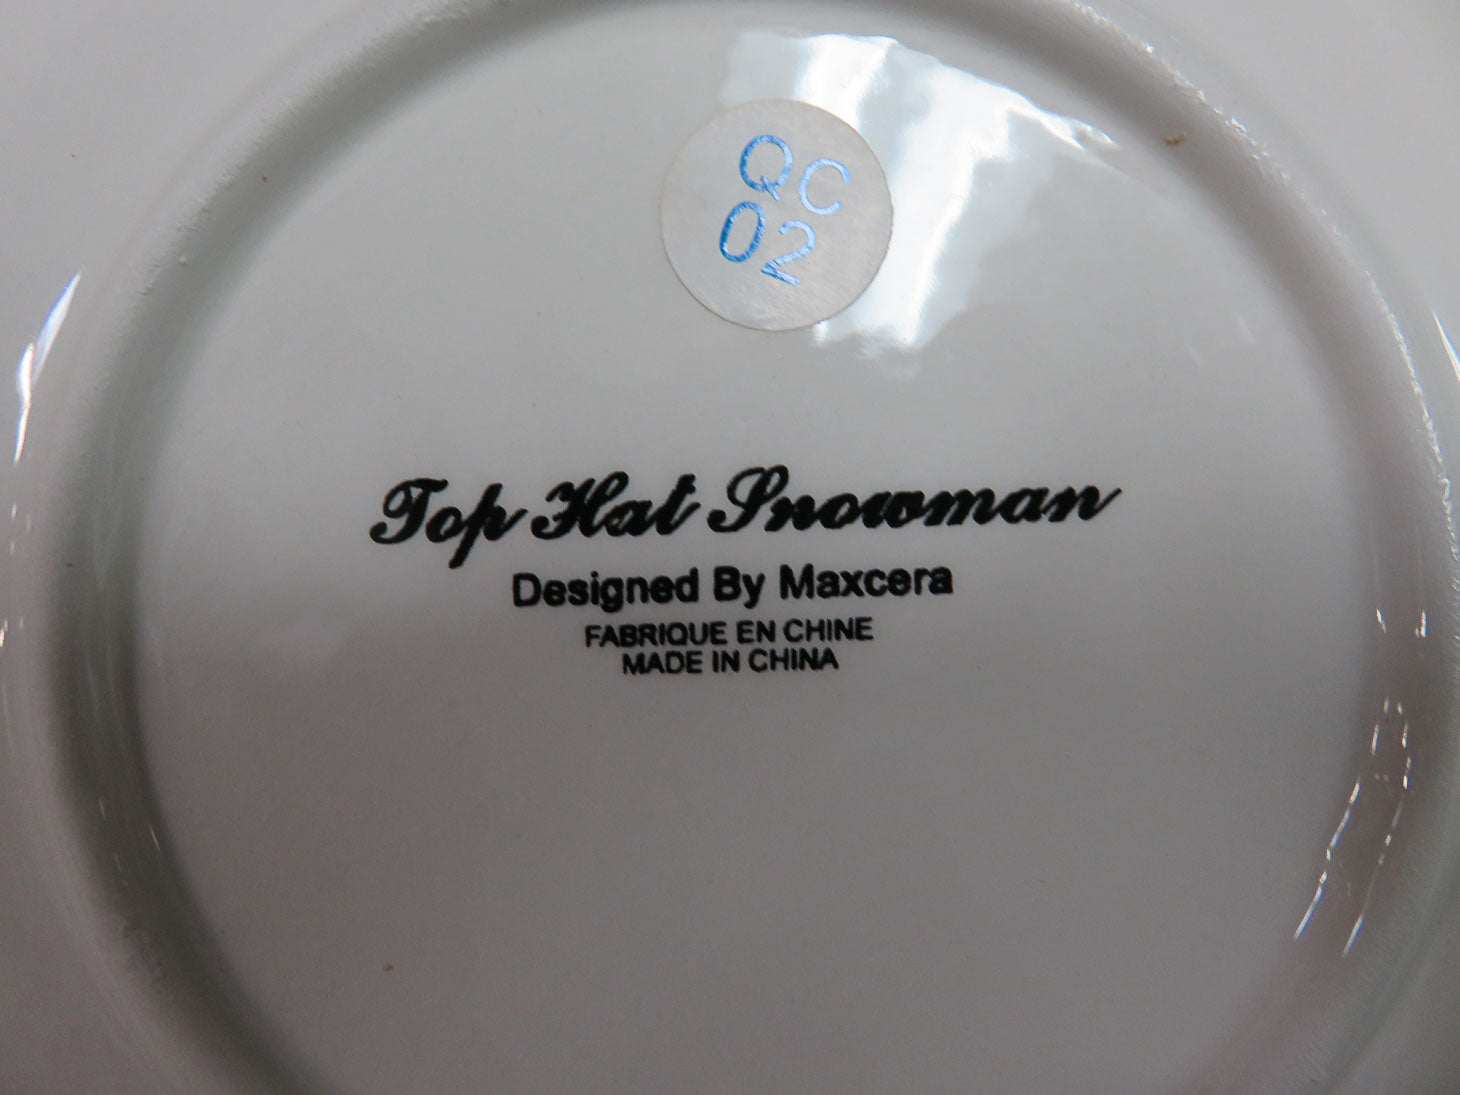 QC
02
Top Hat Snowman
Designed By Maxcera
FABRIQUE EN CHINE
MADE IN CHINA